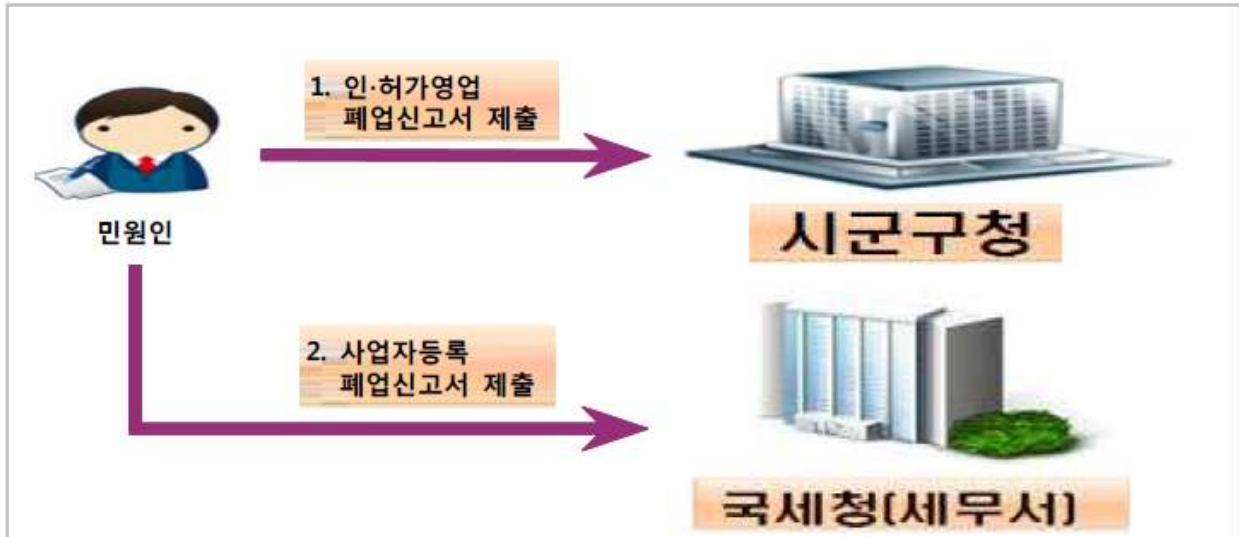 1. 인·허가영업
폐업신고서 제출
민원인
시군구청
2. 사업자등록
폐업신고서 제출
국세청(세무서)